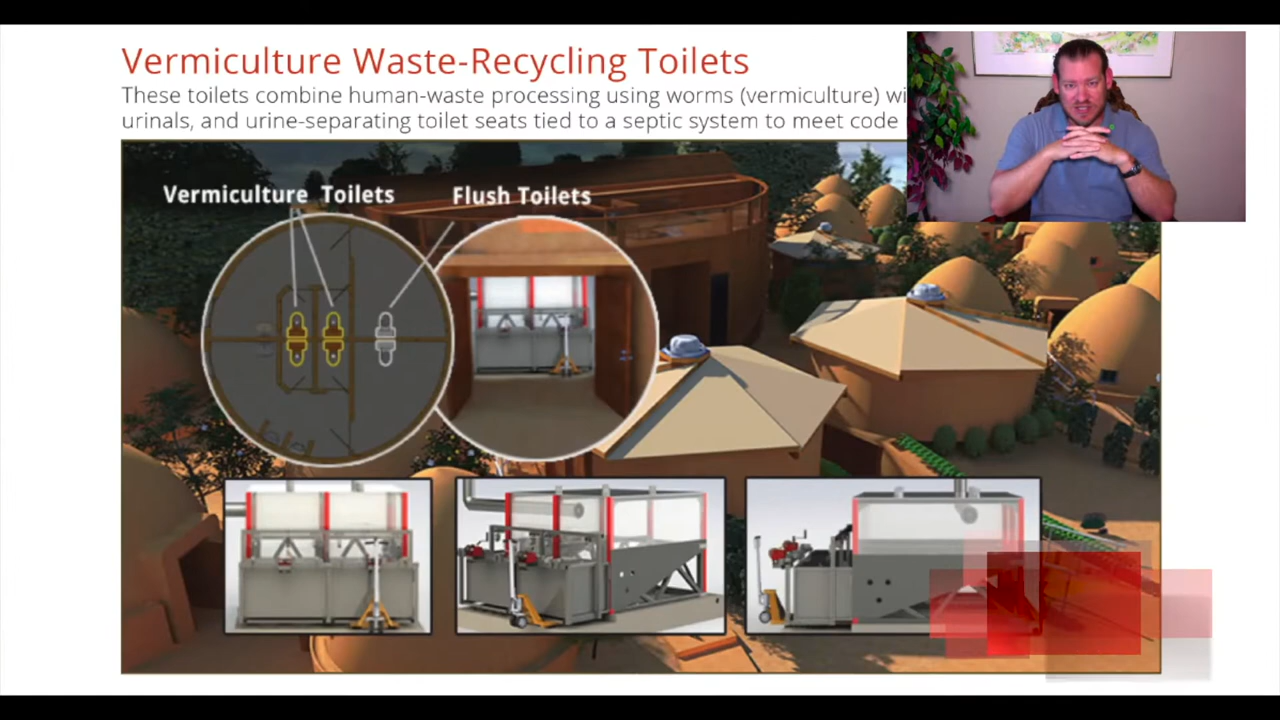 Vermiculture Waste-Recycling Toilets
These toilets combine human-waste processing using worms (vermiculture)
urinals, and urine-separating toilet seats tied to a septic system to meet code
Vermiculture Toilets
Flush Toilets